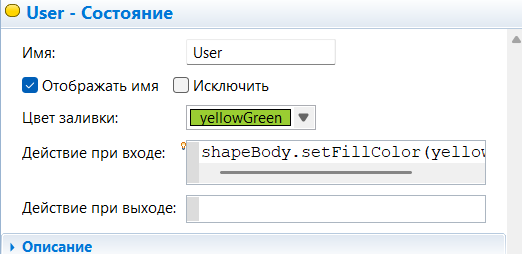 User - Состояние
Имя: User
Отображать имя Исключить
Цвет заливки: yellowGreen
Действие при входе: shapeBody.setFillColor(yellow
Действие при выходе:
Описание